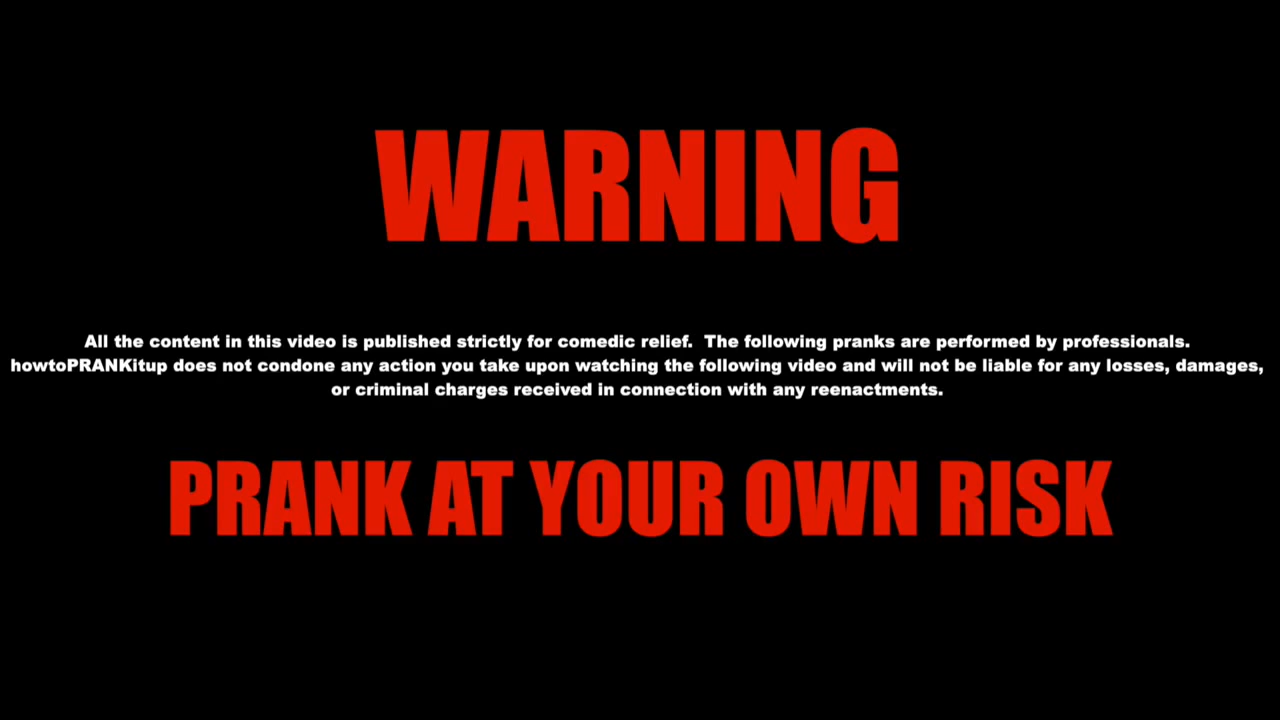 WARNING
All the content in this video is published strictly for comedic relief.  The following pranks are performed by professionals.
howtoPRANKitup does not condone any action you take upon watching the following video and will not be liable for any losses, damages,
or criminal charges received in connection with any reenactments.
PRANK AT YOUR OWN RISK